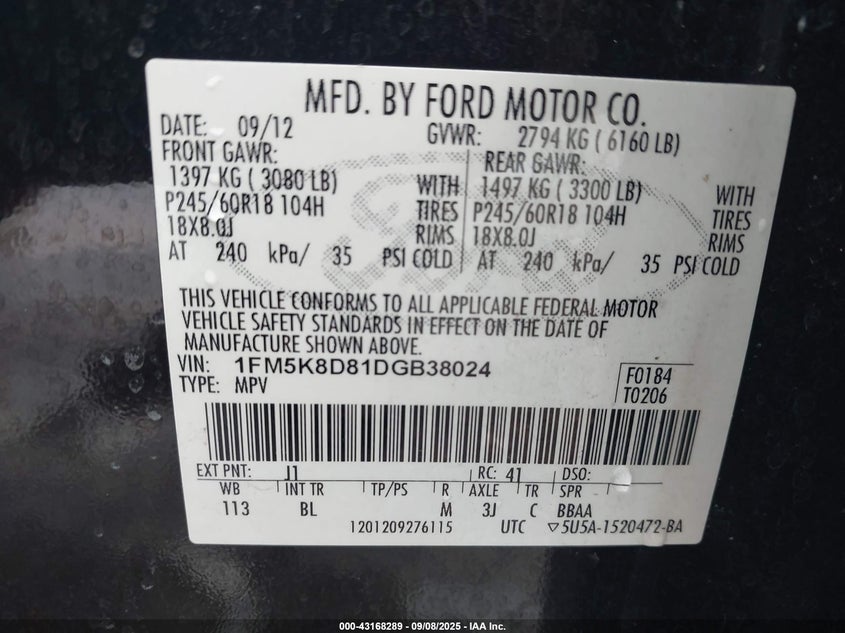 MFD. BY FORD MOTOR CO.
DATE: 09/12 GVWR: 2794 KG ( 6160 LB)
FRONT GAWR: REAR GAWR:
1397 KG ( 3080 LB) WITH 1497 KG ( 3300 LB) WITH
P245/60R18 104H TIRES P245/60R18 104H TIRES
18X8.0J RIMS 18X8.0J RIMS
AT 240 kPa/ 35 PSI COLD AT 240 kPa/ 35 PSI COLD
THIS VEHICLE CONFORMS TO ALL APPLICABLE FEDERAL MOTOR
VEHICLE SAFETY STANDARDS IN EFFECT ON THE DATE OF
MANUFACTURE SHOWN ABOVE.
VIN: 1FM5K8D81DGB38024 F0184
TYPE: MPV T0206
EXT PNT: J1 RC: 41 DSO:
WB INT TR TP/PS R AXLE TR SPR
113 BL M 3J C BBAA
1201209276115 UTC ▽5U5A-1520472-BA
Ford
000-43168289 - 09/08/2025 - IAA Inc.